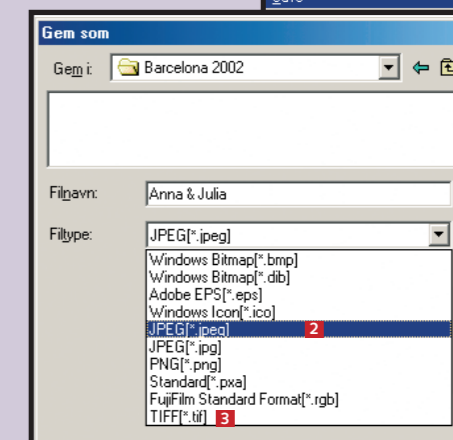 Gem som
Gem i: Barcelona 2002
Filnavn: Anna & Julia
Filtype: JPEG[*.jpeg]
Windows Bitmap[*.bmp]
Windows Bitmap[*.dib]
Adobe EPS[*.eps]
Windows Icon[*.ico]
JPEG[*.jpeg] 2
JPEG[*.jpg]
PNG[*.png]
Standard[*.pxa]
FujiFilm Standard Format[*.rgb]
TIFF[*.tif] 3